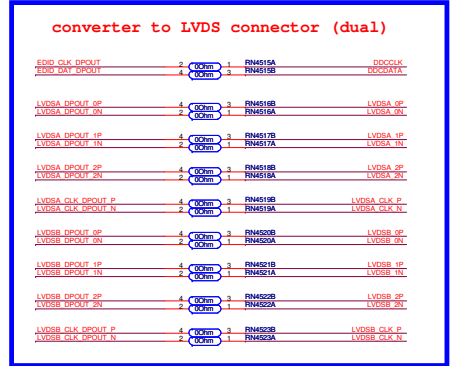 converter to LVDS connector (dual)
EDID_CLK_DPOUT 2 0Ohm 1 RN4515A DDCCLK
EDID_DAT_DPOUT 4 0Ohm 3 RN4515B DDCDATA
LVDSA_DPOUT_0P 4 0Ohm 3 RN4516B LVDSA_0P
LVDSA_DPOUT_0N 2 0Ohm 1 RN4516A LVDSA_0N
LVDSA_DPOUT_1P 4 0Ohm 3 RN4517B LVDSA_1P
LVDSA_DPOUT_1N 2 0Ohm 1 RN4517A LVDSA_1N
LVDSA_DPOUT_2P 4 0Ohm 3 RN4518B LVDSA_2P
LVDSA_DPOUT_2N 2 0Ohm 1 RN4518A LVDSA_2N
LVDSA_CLK_DPOUT_P 4 0Ohm 3 RN4519B LVDSA_CLK_P
LVDSA_CLK_DPOUT_N 2 0Ohm 1 RN4519A LVDSA_CLK_N
LVDSB_DPOUT_0P 4 0Ohm 3 RN4520B LVDSB_0P
LVDSB_DPOUT_0N 2 0Ohm 1 RN4520A LVDSB_0N
LVDSB_DPOUT_1P 4 0Ohm 3 RN4521B LVDSB_1P
LVDSB_DPOUT_1N 2 0Ohm 1 RN4521A LVDSB_1N
LVDSB_DPOUT_2P 4 0Ohm 3 RN4522B LVDSB_2P
LVDSB_DPOUT_2N 2 0Ohm 1 RN4522A LVDSB_2N
LVDSB_CLK_DPOUT_P 4 0Ohm 3 RN4523B LVDSB_CLK_P
LVDSB_CLK_DPOUT_N 2 0Ohm 1 RN4523A LVDSB_CLK_N